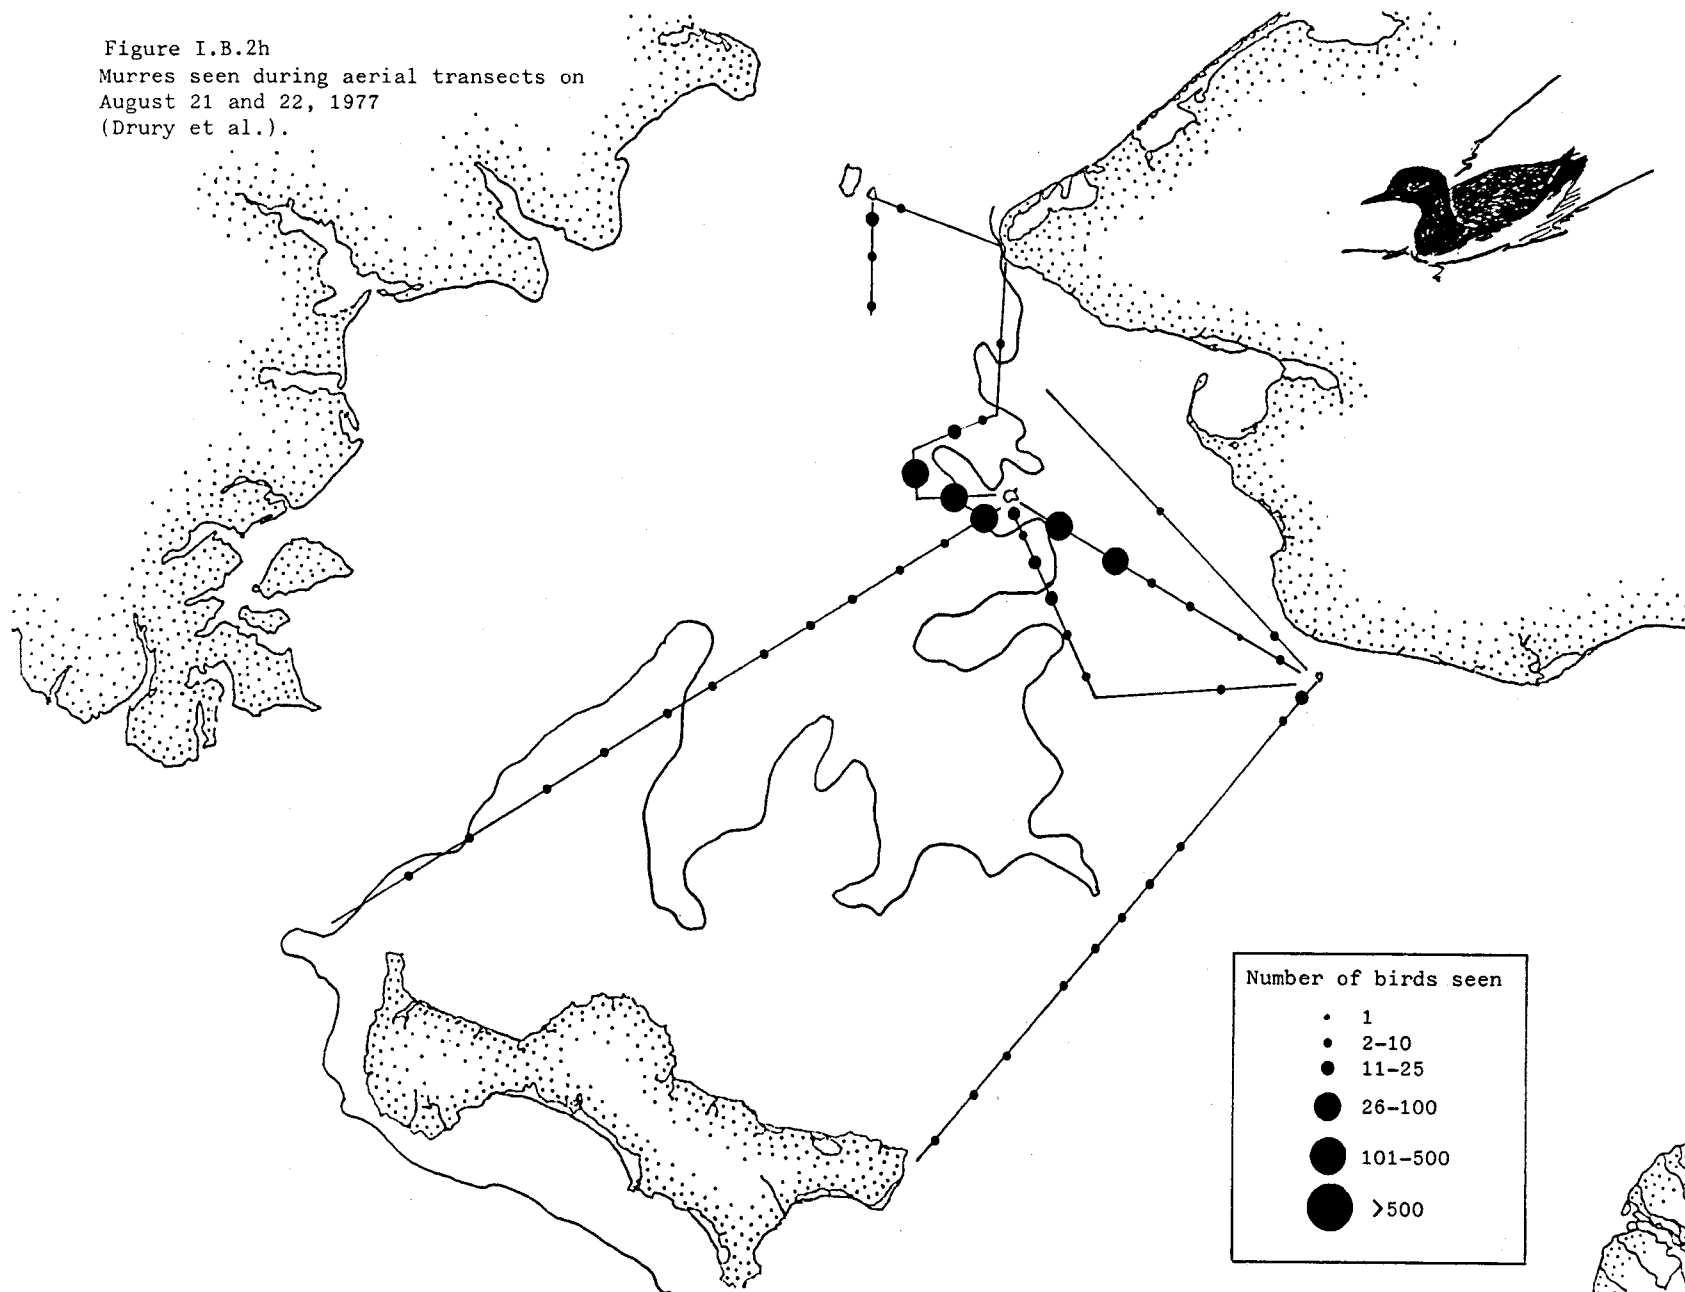 Figure I.B.2h
Murres seen during aerial transects on
August 21 and 22, 1977
(Drury et al.).
Number of birds seen
1
2-10
11-25
26-100
101-500
>500